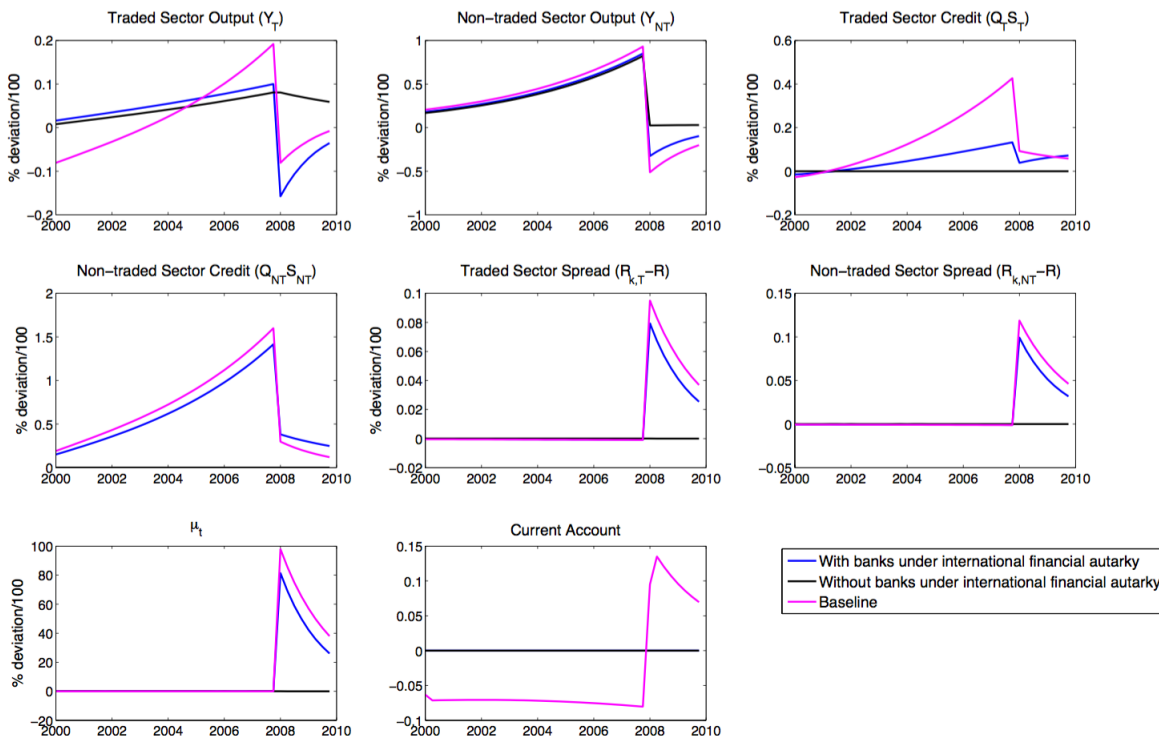 Traded Sector Output (Y_T)
% deviation/100
0.2
0.1
0
−0.1
−0.2
2000 2002 2004 2006 2008 2010
Non−traded Sector Output (Y_NT)
% deviation/100
1
0.5
0
−0.5
−1
2000 2002 2004 2006 2008 2010
Traded Sector Credit (Q_T S_T)
% deviation/100
0.6
0.4
0.2
0
−0.2
2000 2002 2004 2006 2008 2010
Non−traded Sector Credit (Q_NT S_NT)
% deviation/100
2
1.5
1
0.5
0
2000 2002 2004 2006 2008 2010
Traded Sector Spread (R_k,T−R)
% deviation/100
0.1
0.08
0.06
0.04
0.02
0
−0.02
2000 2002 2004 2006 2008 2010
Non−traded Sector Spread (R_k,NT−R)
% deviation/100
0.15
0.1
0.05
0
−0.05
2000 2002 2004 2006 2008 2010
μ_t
% deviation/100
100
80
60
40
20
0
−20
2000 2002 2004 2006 2008 2010
Current Account
0.15
0.1
0.05
0
−0.05
−0.1
2000 2002 2004 2006 2008 2010
With banks under international financial autarky
Without banks under international financial autarky
Baseline